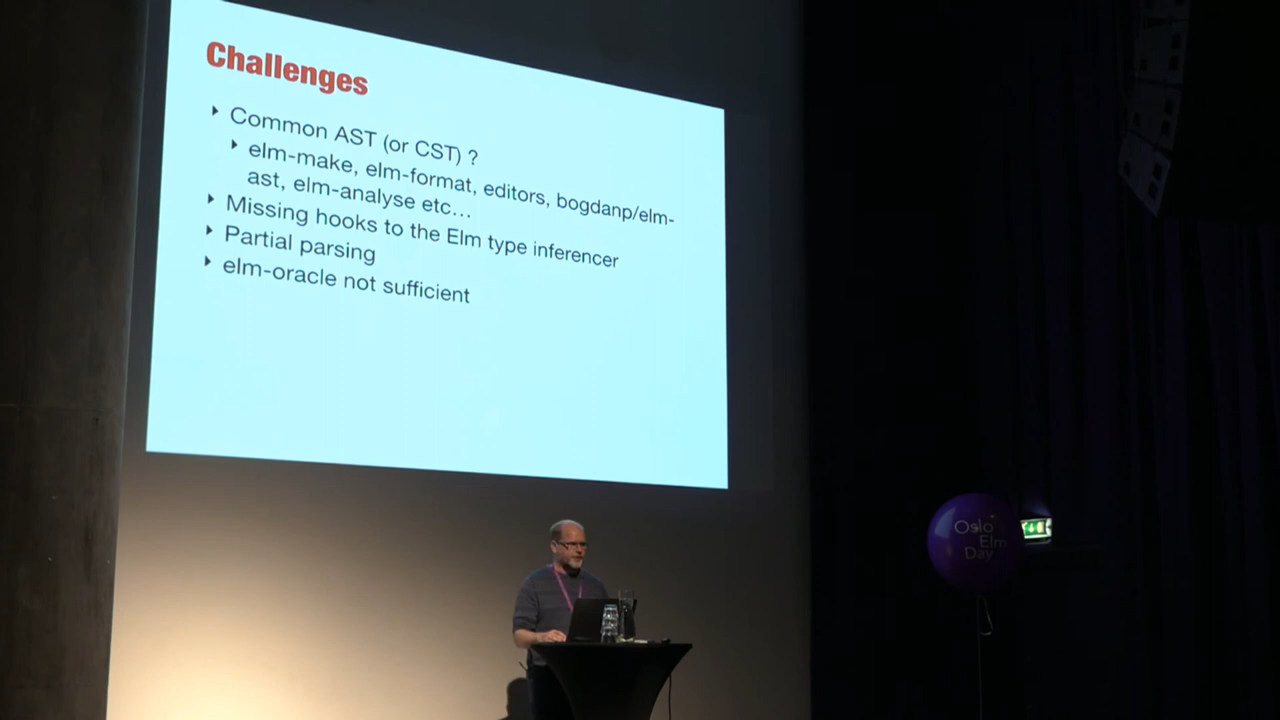 Challenges
Common AST (or CST) ?
elm-make, elm-format, editors, bogdanp/elm-
ast, elm-analyse etc…
Missing hooks to the Elm type inferencer
Partial parsing
elm-oracle not sufficient
Oslo
Elm
Day